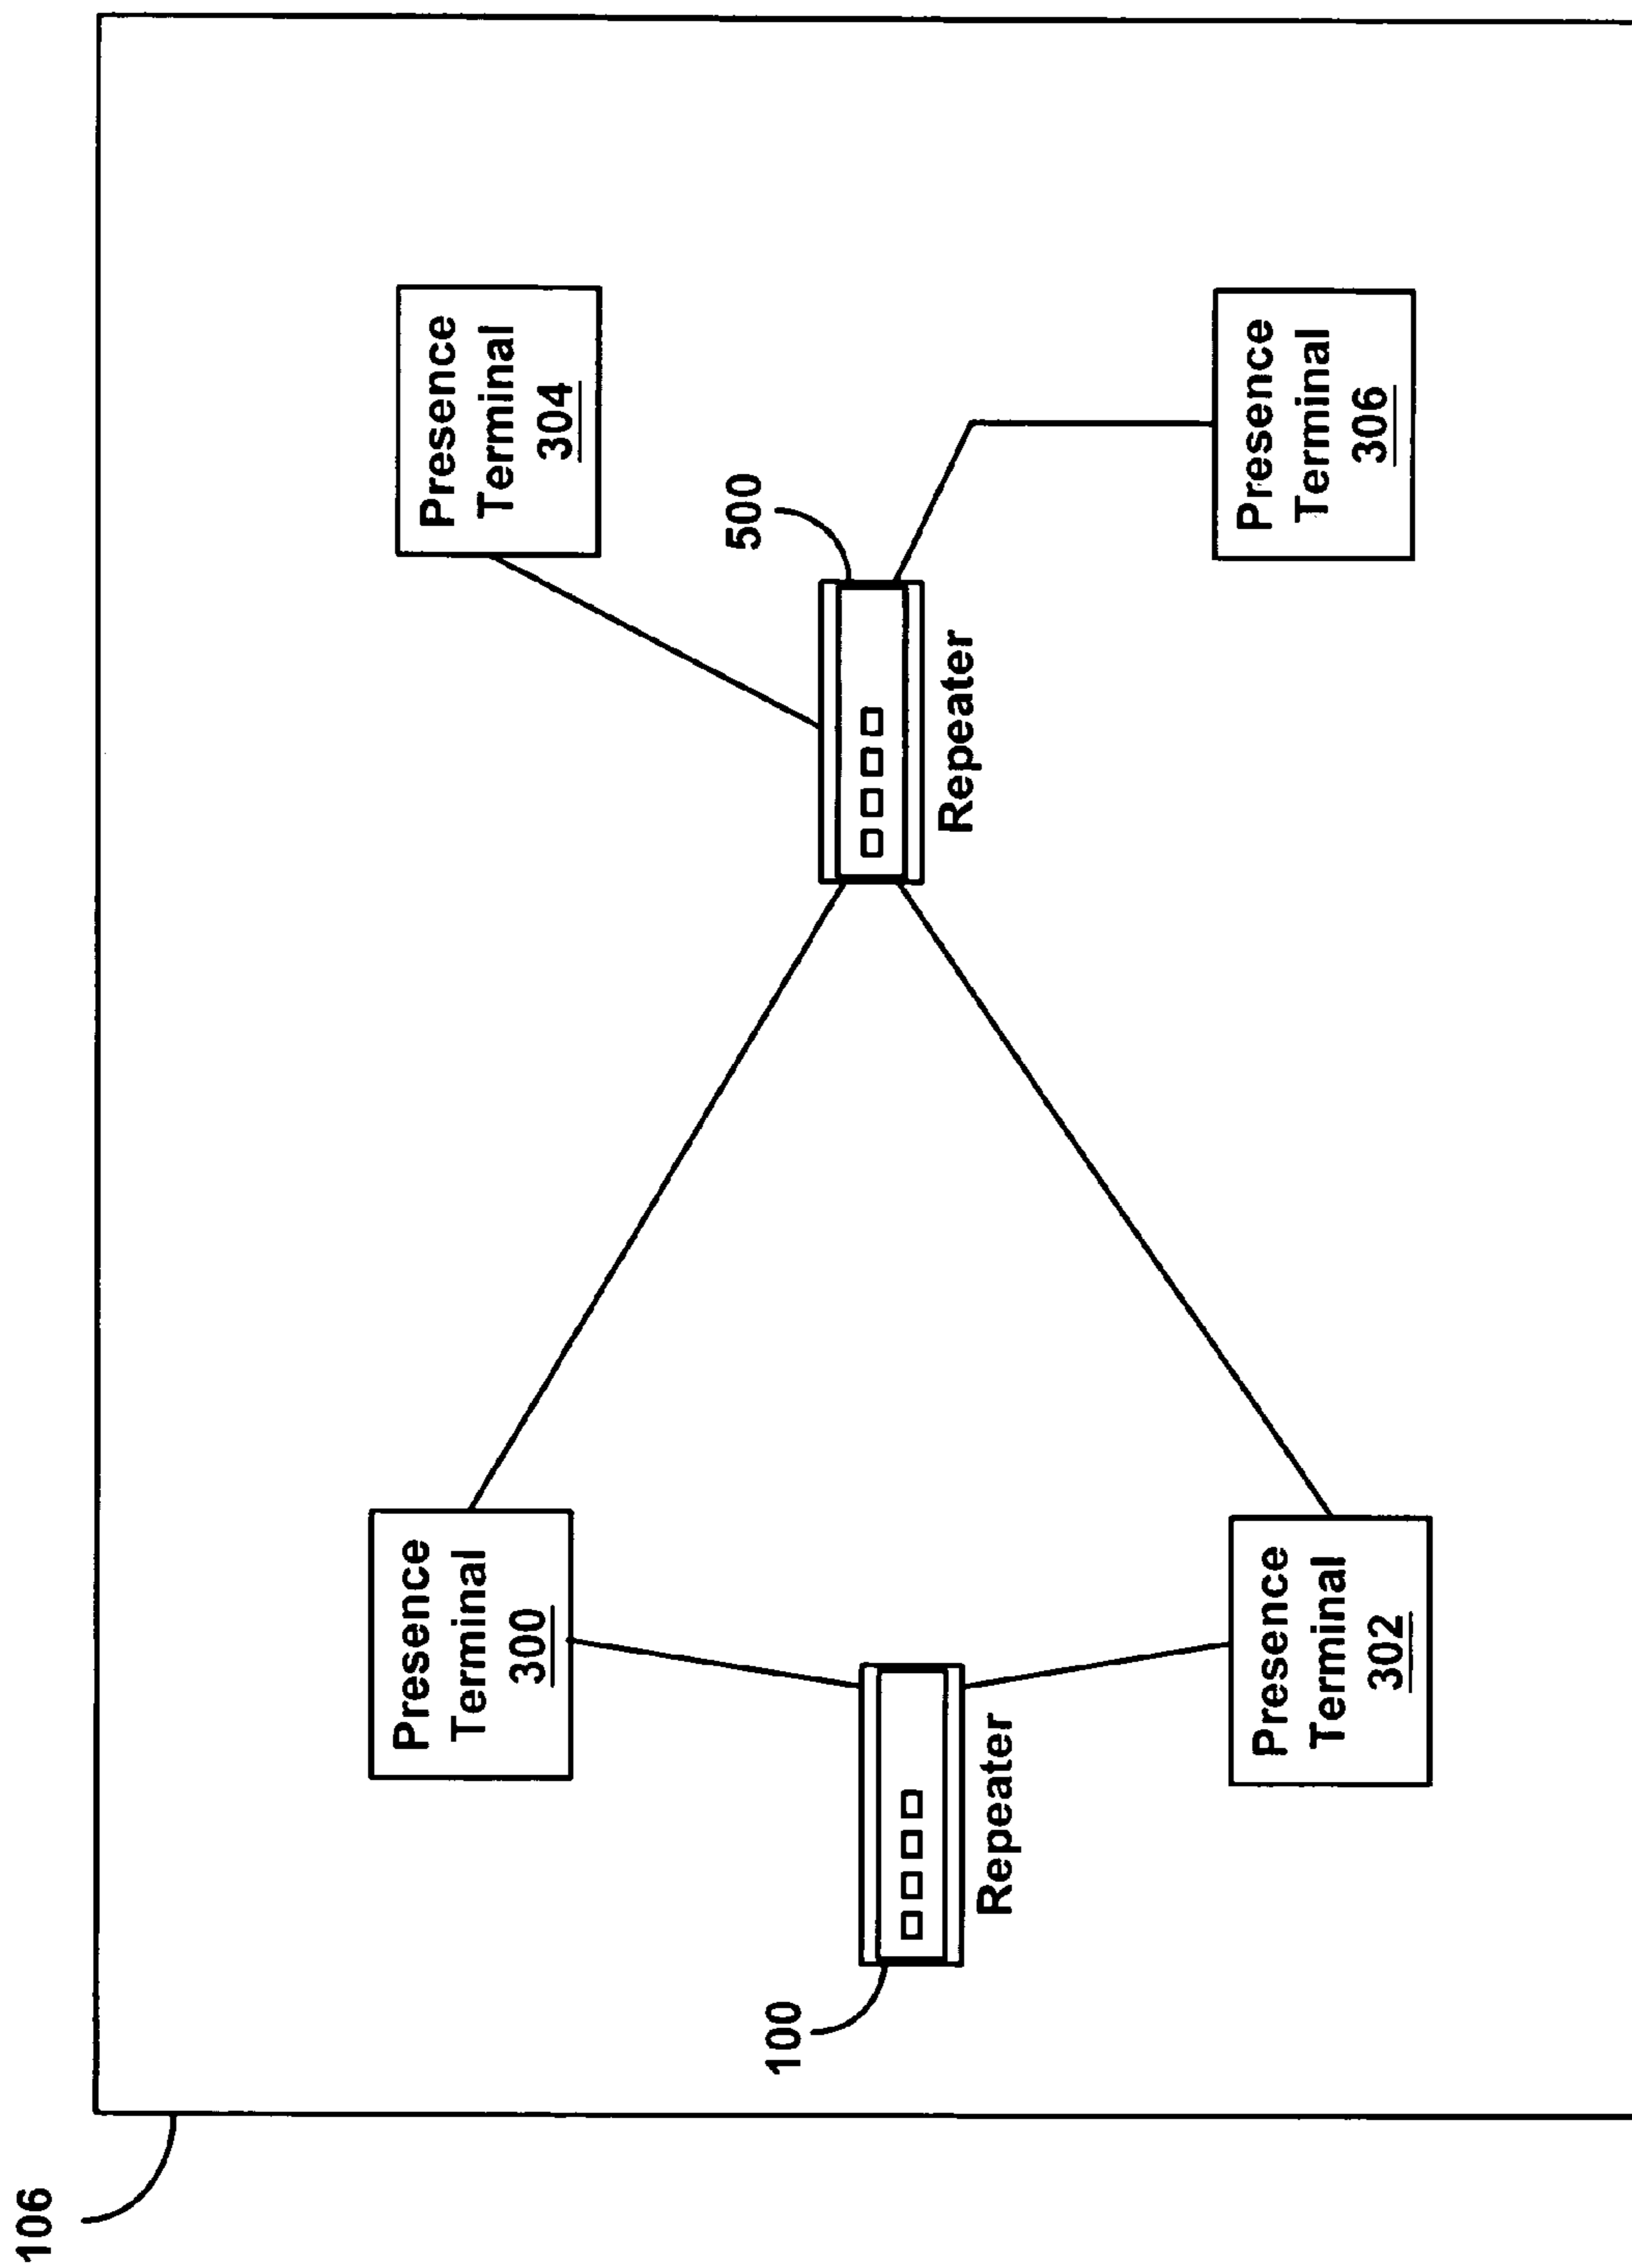 106
Presence
Terminal
300
Presence
Terminal
304
100
500
Repeater
Repeater
Presence
Terminal
302
Presence
Terminal
306